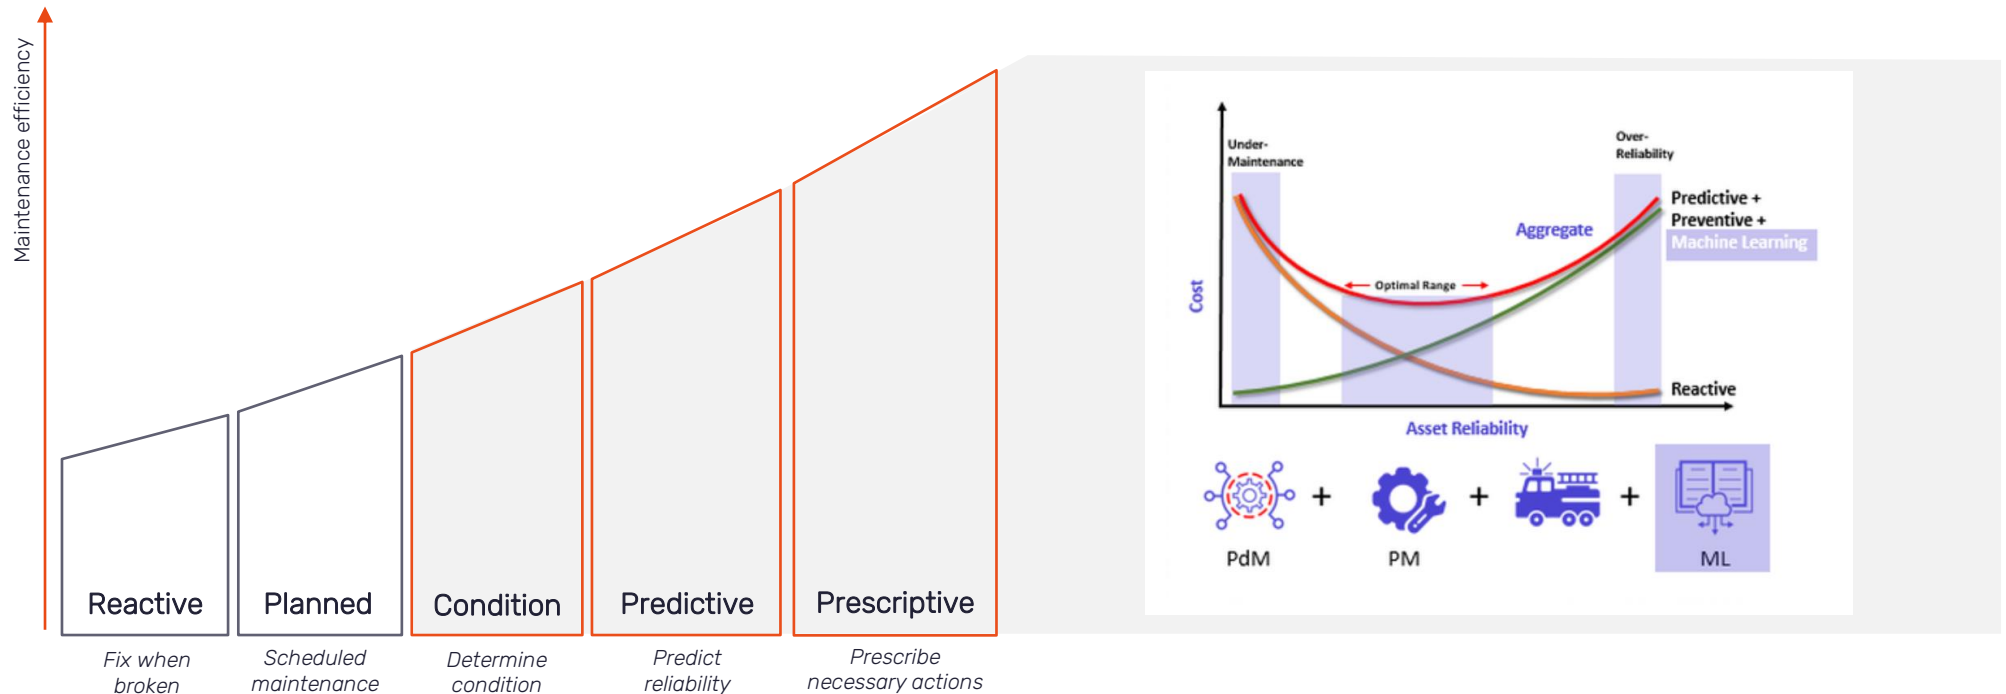 Maintenance efficiency
Reactive
Planned
Condition
Predictive
Prescriptive
Fix when
broken
Scheduled
maintenance
Determine
condition
Predict
reliability
Prescribe
necessary actions
Under-
Maintenance
Over-
Reliability
Predictive +
Preventive +
Machine Learning
Aggregate
Optimal Range
Cost
Reactive
Asset Reliability
+
+
+
PdM
PM
ML